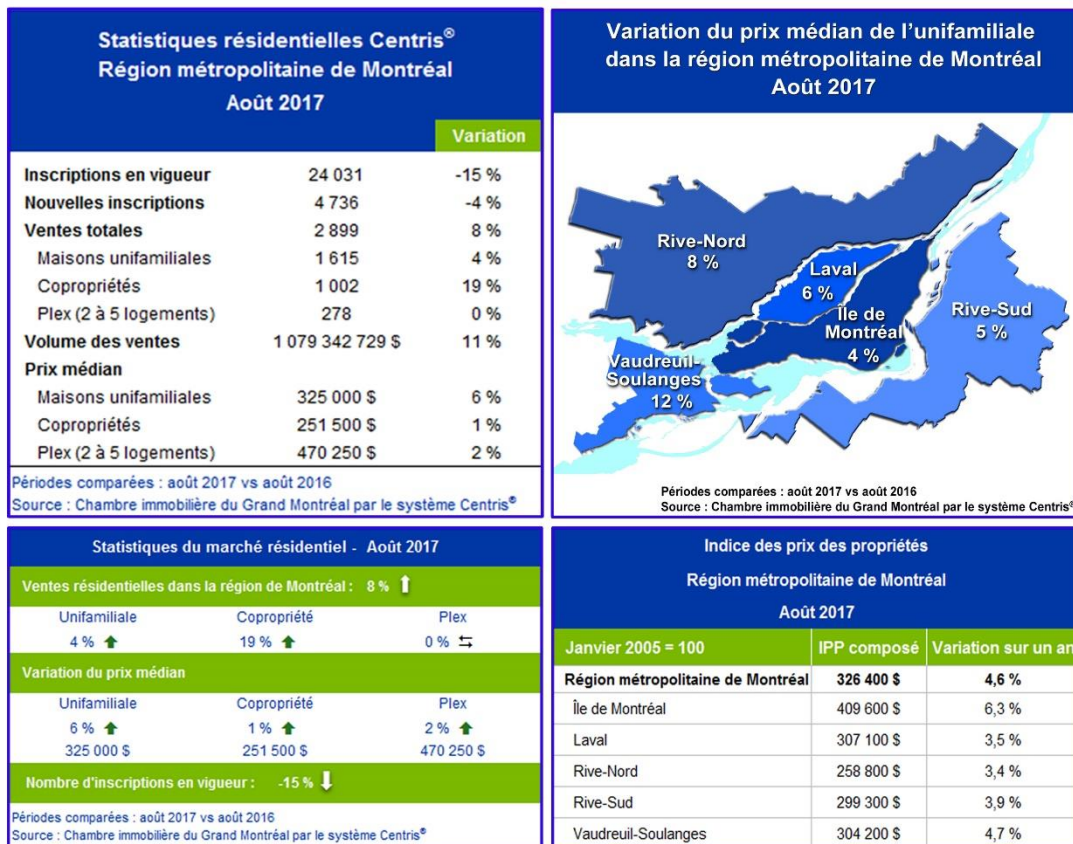 Statistiques résidentielles Centris®
Région métropolitaine de Montréal
Août 2017
Variation
Inscriptions en vigueur 24 031 -15 %
Nouvelles inscriptions 4 736 -4 %
Ventes totales 2 899 8 %
Maisons unifamiliales 1 615 4 %
Copropriétés 1 002 19 %
Plex (2 à 5 logements) 278 0 %
Volume des ventes 1 079 342 729 $ 11 %
Prix médian
Maisons unifamiliales 325 000 $ 6 %
Copropriétés 251 500 $ 1 %
Plex (2 à 5 logements) 470 250 $ 2 %
Périodes comparées : août 2017 vs août 2016
Source : Chambre immobilière du Grand Montréal par le système Centris®
Variation du prix médian de l'unifamiliale
dans la région métropolitaine de Montréal
Août 2017
Rive-Nord
8 %
Laval
6 %
Île de
Montréal
4 %
Rive-Sud
5 %
Vaudreuil-
Soulanges
12 %
Périodes comparées : août 2017 vs août 2016
Source : Chambre immobilière du Grand Montréal par le système Centris®
Statistiques du marché résidentiel - Août 2017
Ventes résidentielles dans la région de Montréal : 8 %
Unifamiliale Copropriété Plex
4 % 19 % 0 %
Variation du prix médian
Unifamiliale Copropriété Plex
6 % 1 % 2 %
325 000 $ 251 500 $ 470 250 $
Nombre d'inscriptions en vigueur : -15 %
Périodes comparées : août 2017 vs août 2016
Source : Chambre immobilière du Grand Montréal par le système Centris®
Indice des prix des propriétés
Région métropolitaine de Montréal
Août 2017
Janvier 2005 = 100 IPP composé Variation sur un an
Région métropolitaine de Montréal 326 400 $ 4,6 %
Île de Montréal 409 600 $ 6,3 %
Laval 307 100 $ 3,5 %
Rive-Nord 258 800 $ 3,4 %
Rive-Sud 299 300 $ 3,9 %
Vaudreuil-Soulanges 304 200 $ 4,7 %